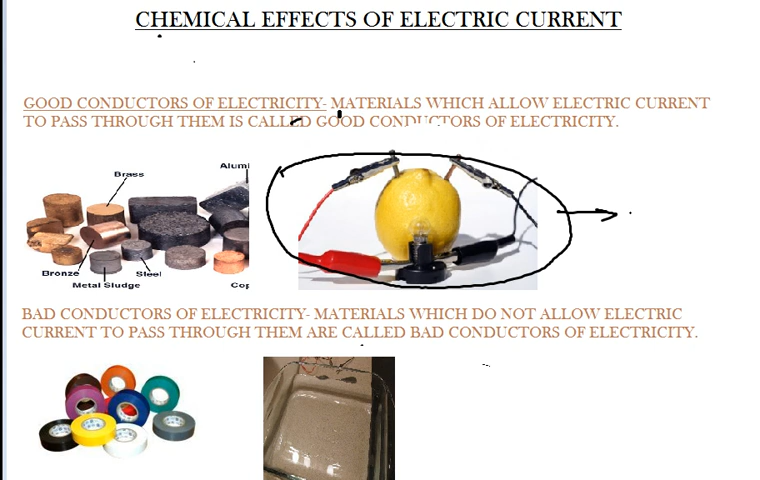 CHEMICAL EFFECTS OF ELECTRIC CURRENT
GOOD CONDUCTORS OF ELECTRICITY- MATERIALS WHICH ALLOW ELECTRIC CURRENT
TO PASS THROUGH THEM IS CALLED GOOD CONDUCTORS OF ELECTRICITY.
Alumi
Brass
Bronze
Steel
Metal Sludge
Cop
BAD CONDUCTORS OF ELECTRICITY- MATERIALS WHICH DO NOT ALLOW ELECTRIC
CURRENT TO PASS THROUGH THEM ARE CALLED BAD CONDUCTORS OF ELECTRICITY.